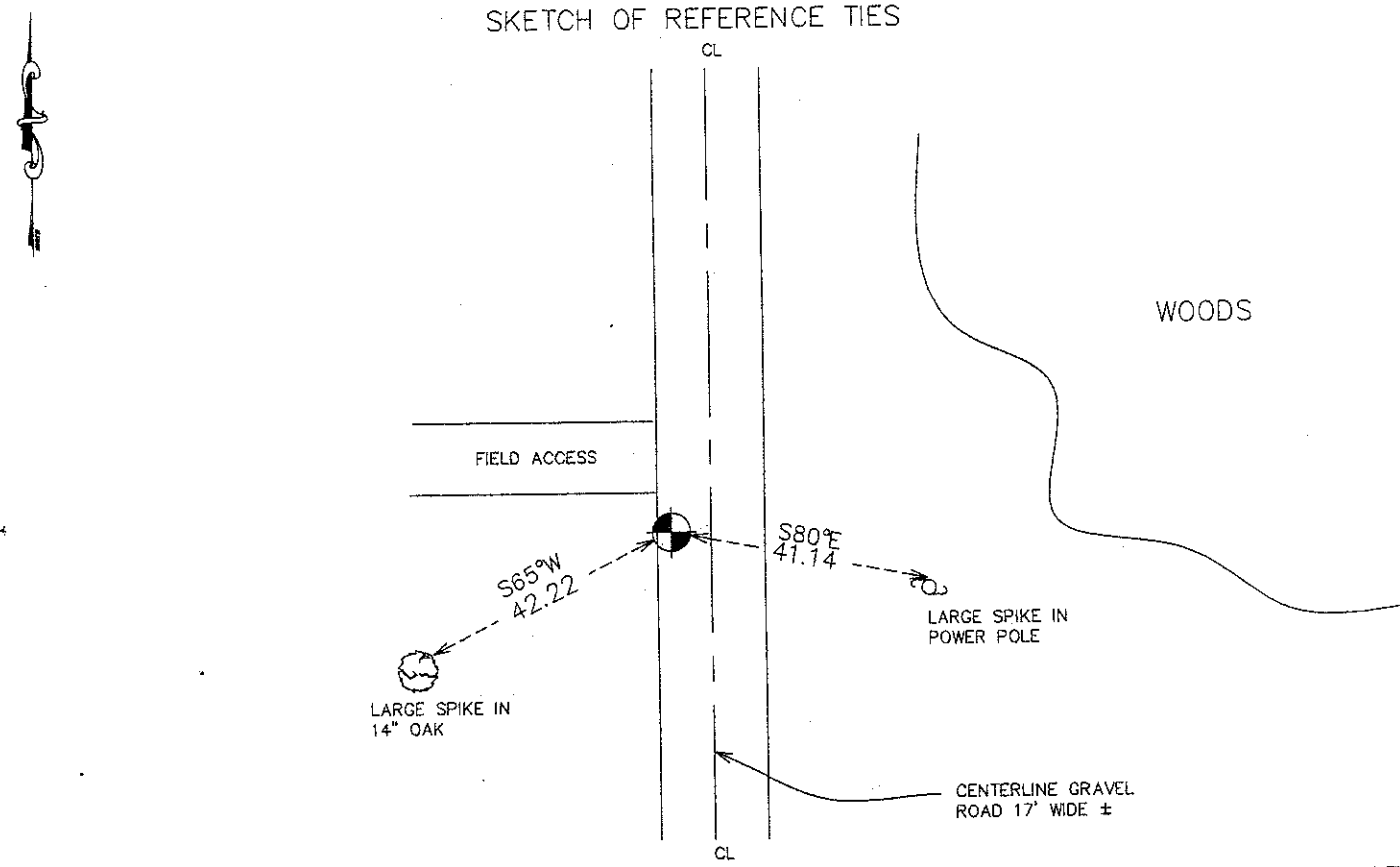 SKETCH OF REFERENCE TIES
CL
WOODS
FIELD ACCESS
S80°E
41.14
S65°W
42.22
LARGE SPIKE IN
POWER POLE
LARGE SPIKE IN
14" OAK
CENTERLINE GRAVEL
ROAD 17' WIDE ±
CL